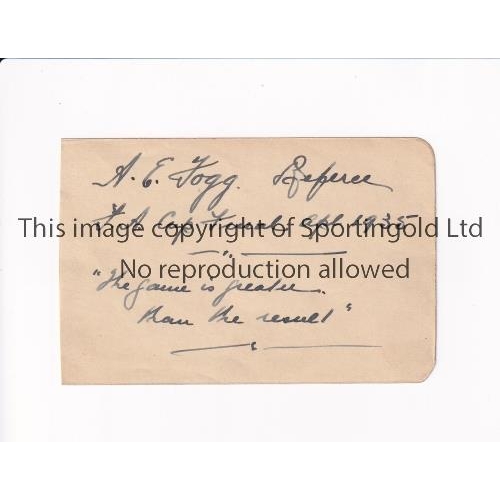 A. E. Fogg. Referee
F. A. Cup Final. Apl. 1935
This image copyright of Sportingold Ltd
No reproduction allowed
"The game is greater
than the result"